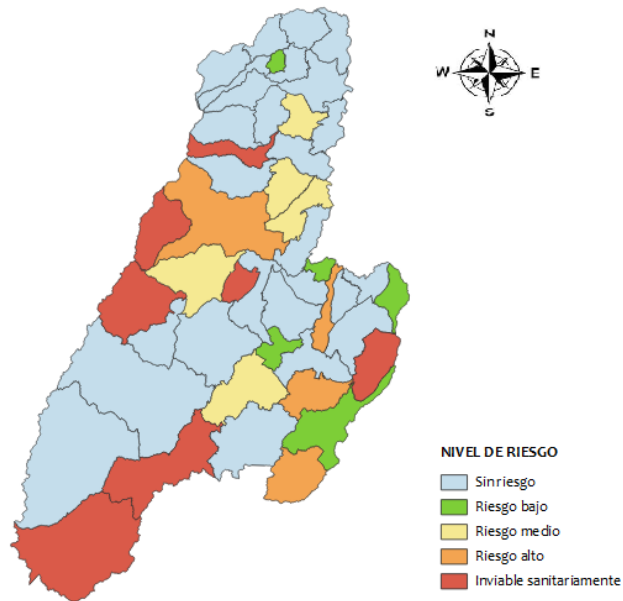 N
W E
S
NIVEL DE RIESGO
Sin riesgo
Riesgo bajo
Riesgo medio
Riesgo alto
Inviable sanitariamente